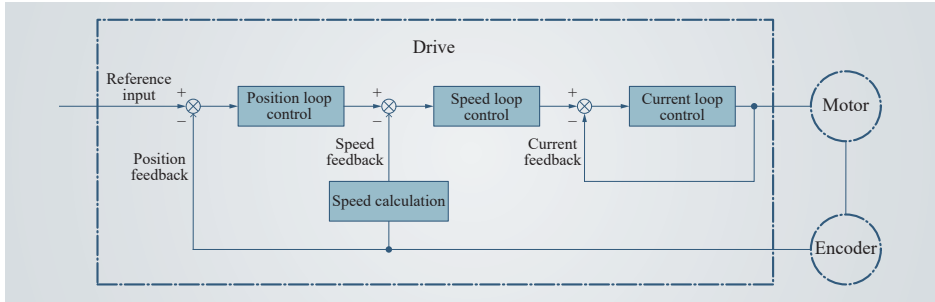 Drive
Reference
input
+
−
Position loop
control
+
−
Speed loop
control
+
−
Current loop
control
Motor
Position
feedback
Speed
feedback
Current
feedback
Speed calculation
Encoder